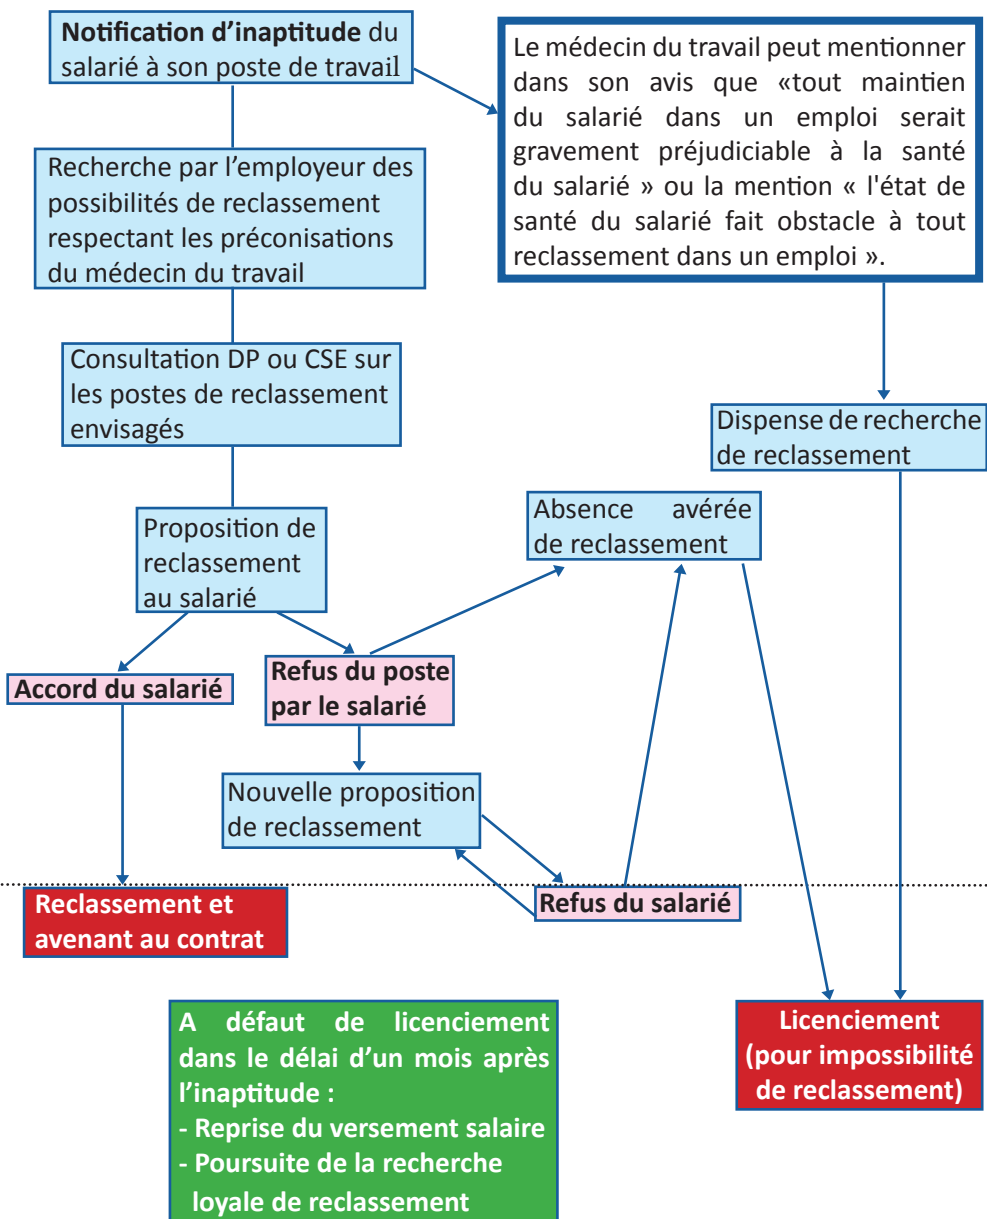 Notification d’inaptitude du
salarié à son poste de travail
Le médecin du travail peut mentionner
dans son avis que «tout maintien
du salarié dans un emploi serait
gravement préjudiciable à la santé
du salarié » ou la mention « l'état de
santé du salarié fait obstacle à tout
reclassement dans un emploi ».
Recherche par l’employeur des
possibilités de reclassement
respectant les préconisations
du médecin du travail
Consultation DP ou CSE sur
les postes de reclassement
envisagés
Dispense de recherche
de reclassement
Proposition de
reclassement
au salarié
Absence avérée
de reclassement
Accord du salarié
Refus du poste
par le salarié
Nouvelle proposition
de reclassement
Refus du salarié
Reclassement et
avenant au contrat
A défaut de licenciement
dans le délai d’un mois après
l’inaptitude :
- Reprise du versement salaire
- Poursuite de la recherche
loyale de reclassement
Licenciement
(pour impossibilité
de reclassement)